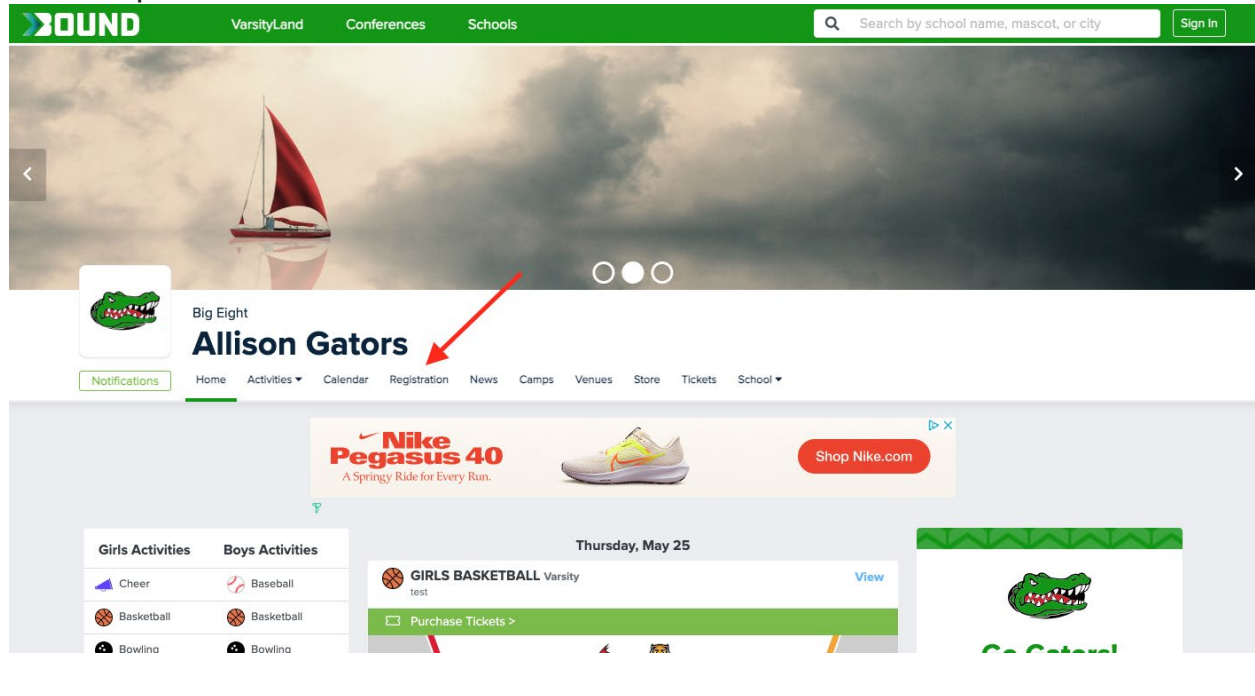 BOUND VarsityLand Conferences Schools Search by school name, mascot, or city Sign In
Big Eight
Allison Gators
Notifications Home Activities Calendar Registration News Camps Venues Store Tickets School
Nike
Pegasus 40
A Springy Ride for Every Run.
Shop Nike.com
Girls Activities Boys Activities
Cheer Baseball
Basketball Basketball
Bowling Bowling
Thursday, May 25
GIRLS BASKETBALL Varsity View
test
Purchase Tickets >
Go Gators!